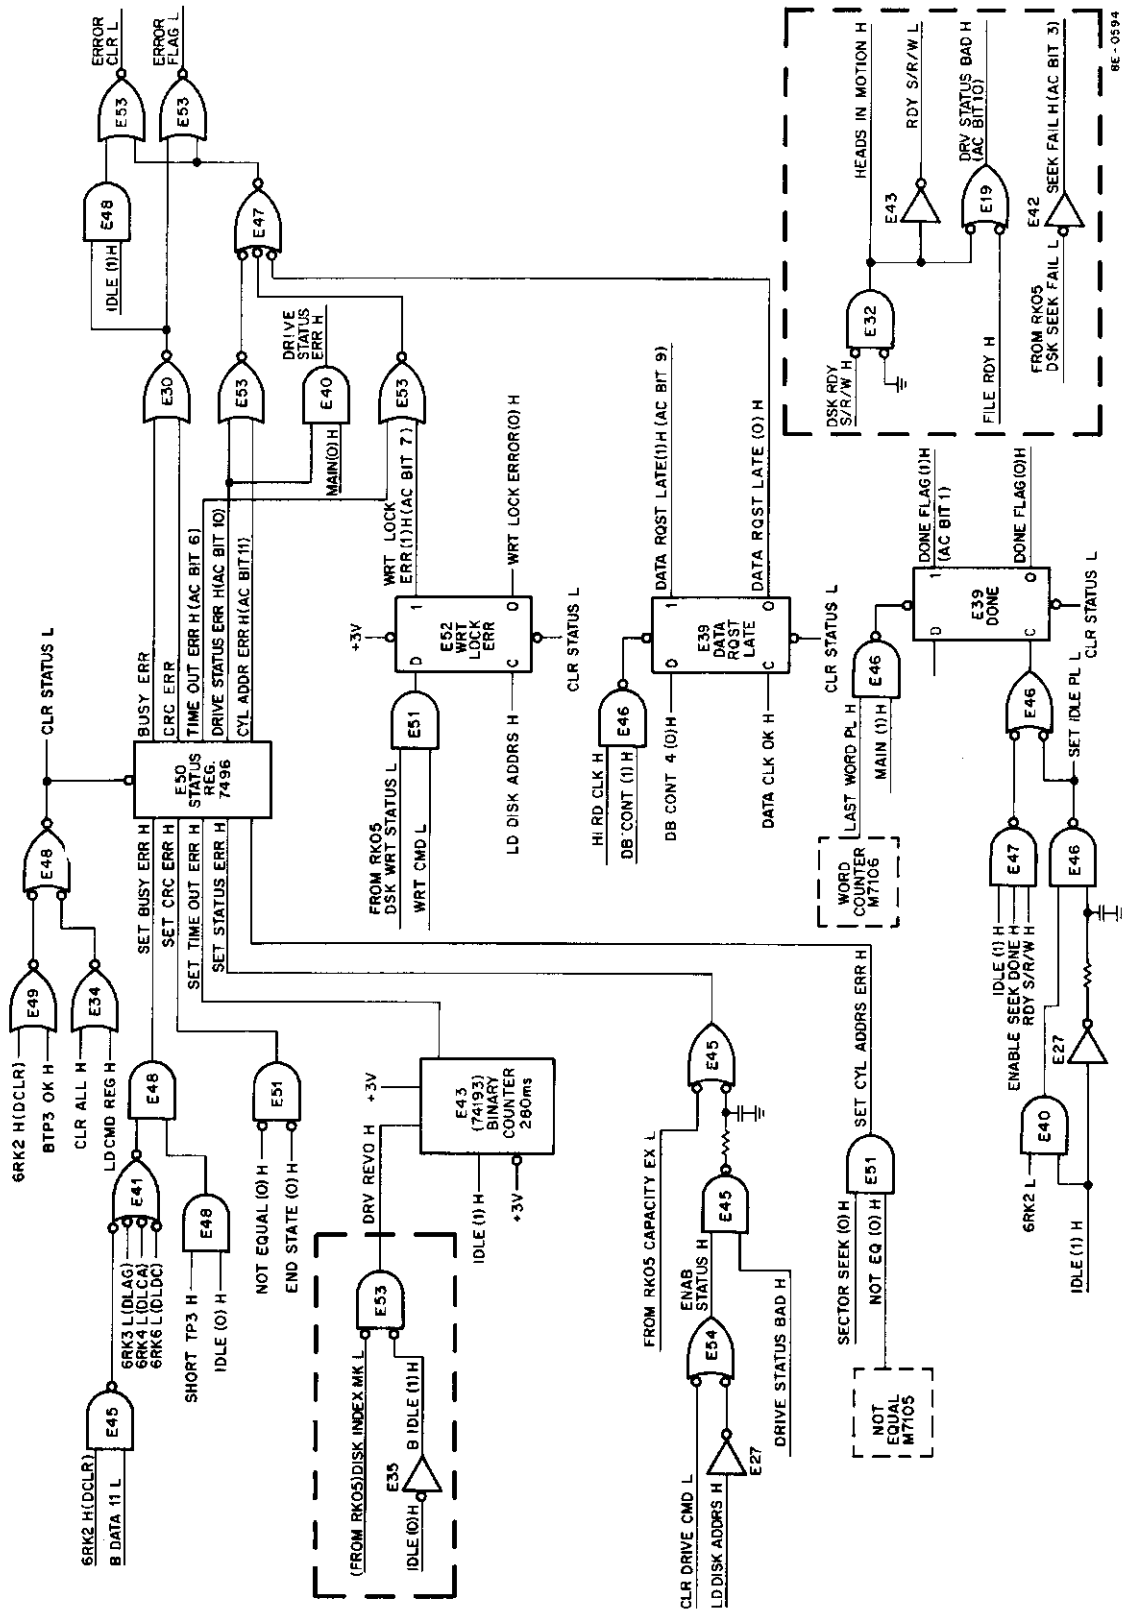 6RK2 H(DCLR)
B DATA 11 L
E45
6RK3 L(DLAG)
6RK4 L(DLCA)
6RK6 L(DLDC)
E41
SHORT TP3 H
IDLE (0) H
E48
E48
6RK2 H(DCLR)
BTP3 OK H
E49
CLR ALL H
LDCMD REG H
E34
E48
CLR STATUS L
SET BUSY ERR H
SET CRC ERR H
SET TIME OUT ERR H
SET STATUS ERR H
NOT EQUAL (0) H
END STATE (0) H
E51
E50
STATUS
REG.
7496
BUSY ERR
CRC ERR
TIME OUT ERR H(AC BIT 6)
DRIVE STATUS ERR H(AC BIT 10)
CYL ADDR ERR H(AC BIT11)
E30
IDLE (1) H
E48
E53
ERROR
CLR L
E53
ERROR
FLAG L
E53
E47
MAIN(0) H
E40
DRIVE
STATUS
ERR H
E53
(FROM RK05)DISK INDEX MK L
IDLE(0) H
E35
B IDLE (1) H
E53
DRV REVO H
IDLE (1) H
+3V
+3V
E43
(74193)
BINARY
COUNTER
280ms
FROM RK05
DSK WRT STATUS L
WRT CMD L
E51
LD DISK ADDRS H
+3V
D
C
1
0
E52
WRT
LOCK
ERR
WRT LOCK
ERR(1)H(AC BIT 7)
WRT LOCK ERROR(0) H
CLR STATUS L
HI RD CLK H
DB CONT (1) H
E46
DB CONT 4 (0) H
DATA CLK OK H
D
C
1
0
E39
DATA
RQST
LATE
DATA RQST LATE(1)H(AC BIT 9)
DATA RQST LATE (0) H
CLR STATUS L
FROM RK05 CAPACITY EX L
E45
CLR DRIVE CMD L
LD DISK ADDRS H
E27
E54
ENAB
STATUS H
DRIVE STATUS BAD H
E45
SECTOR SEEK (0) H
NOT EQ (0) H
E51
SET CYL ADDRS ERR H
NOT
EQUAL
M7105
WORD
COUNTER
M7106
LAST WORD PL H
MAIN (1) H
E46
D
C
1
0
E39
DONE
DONE FLAG(1)H
(AC BIT 1)
DONE FLAG(0)H
CLR STATUS L
IDLE (1) H
ENABLE SEEK DONE H
RDY S/R/W H
E47
E46
SET IDLE PL L
6RK2 L
IDLE(1) H
E40
E27
E46
DSK RDY
S/R/W H
E32
HEADS IN MOTION H
E43
RDY S/R/W L
FILE RDY H
E19
DRV STATUS BAD H
(AC BIT10)
FROM RK05
DSK SEEK FAIL L
E42
SEEK FAIL H(AC BIT 3)
8E-0594